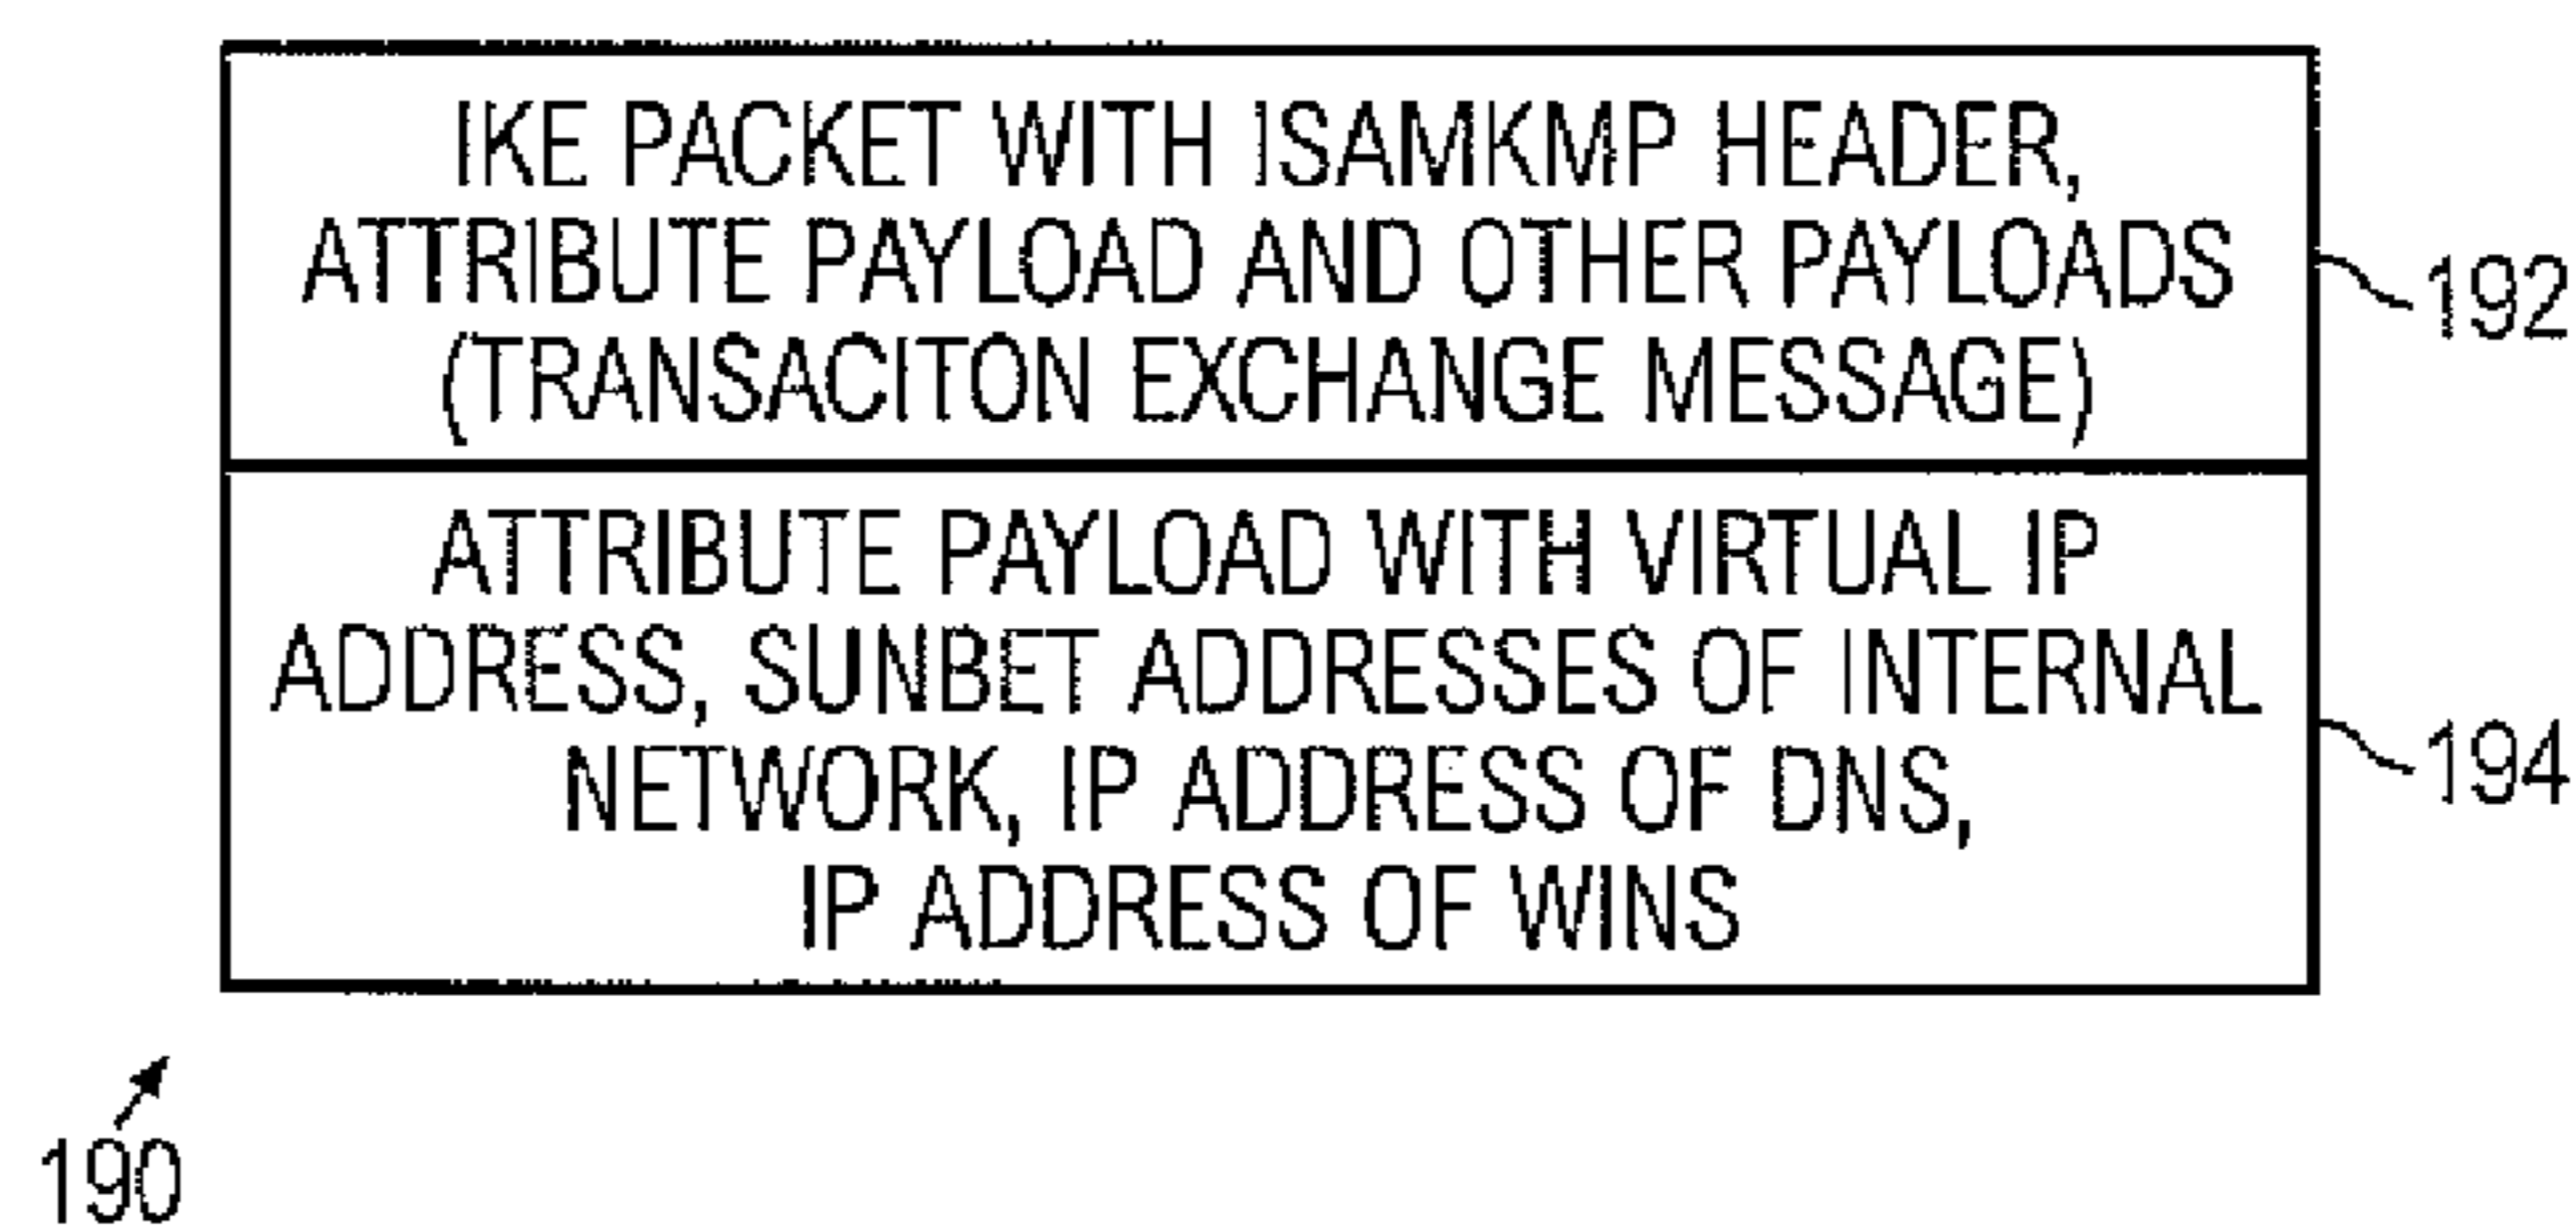 IKE PACKET WITH ISAMKMP HEADER,
ATTRIBUTE PAYLOAD AND OTHER PAYLOADS
(TRANSACITON EXCHANGE MESSAGE)
192
ATTRIBUTE PAYLOAD WITH VIRTUAL IP
ADDRESS, SUNBET ADDRESSES OF INTERNAL
NETWORK, IP ADDRESS OF DNS,
IP ADDRESS OF WINS
194
190